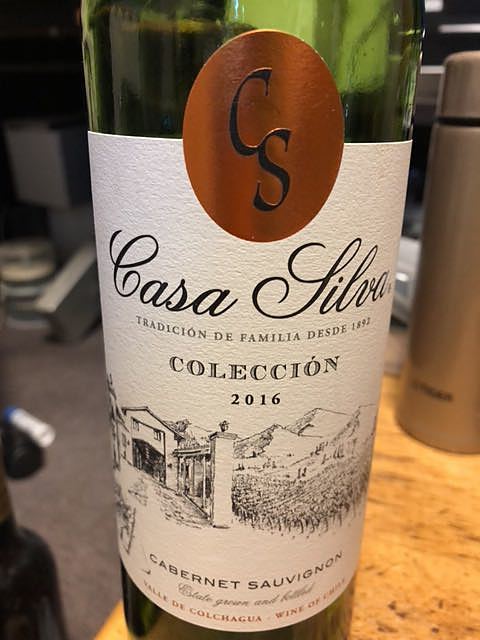 CS
Casa Silva
TRADICIÓN DE FAMILIA DESDE 1892
COLECCIÓN
2016
CABERNET SAUVIGNON
Estate grown and bottled
VALLE DE COLCHAGUA · WINE OF CHILE
TIGER